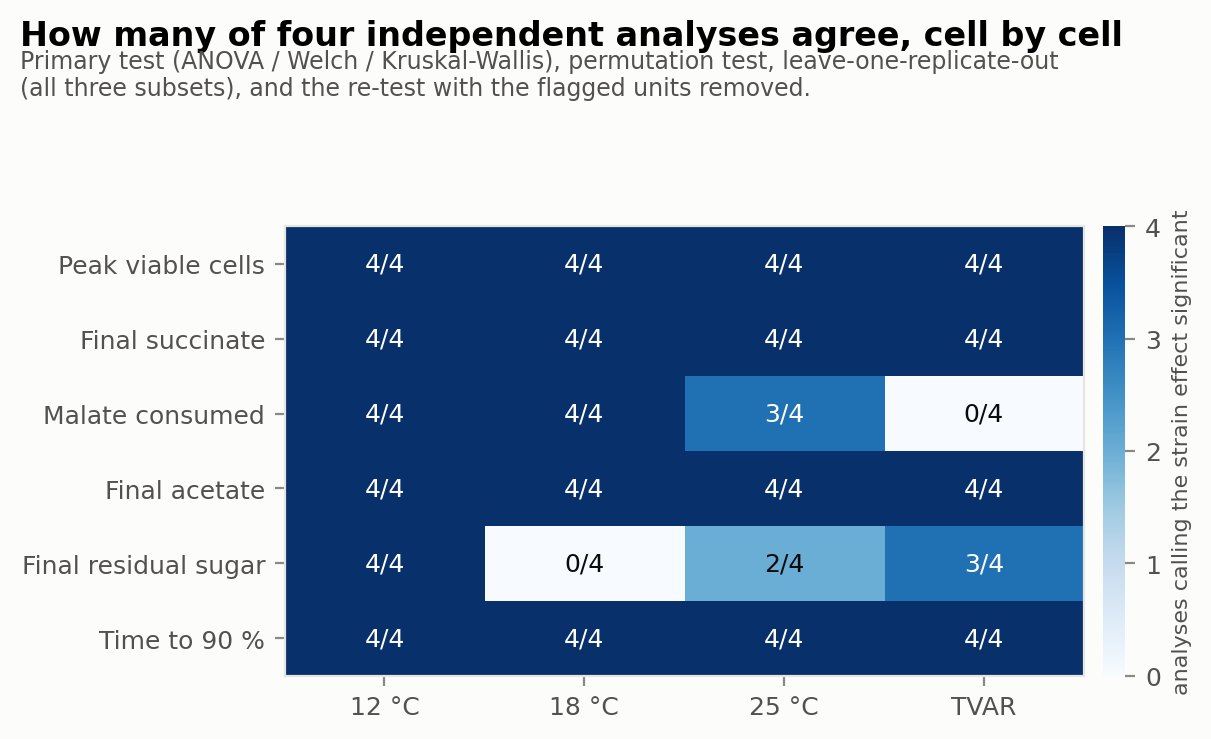 How many of four independent analyses agree, cell by cell
Primary test (ANOVA / Welch / Kruskal-Wallis), permutation test, leave-one-replicate-out
(all three subsets), and the re-test with the flagged units removed.
Peak viable cells 4/4 4/4 4/4 4/4
Final succinate 4/4 4/4 4/4 4/4
Malate consumed 4/4 4/4 3/4 0/4
Final acetate 4/4 4/4 4/4 4/4
Final residual sugar 4/4 0/4 2/4 3/4
Time to 90 % 4/4 4/4 4/4 4/4
12 °C 18 °C 25 °C TVAR
4
3
2
1
0
analyses calling the strain effect significant